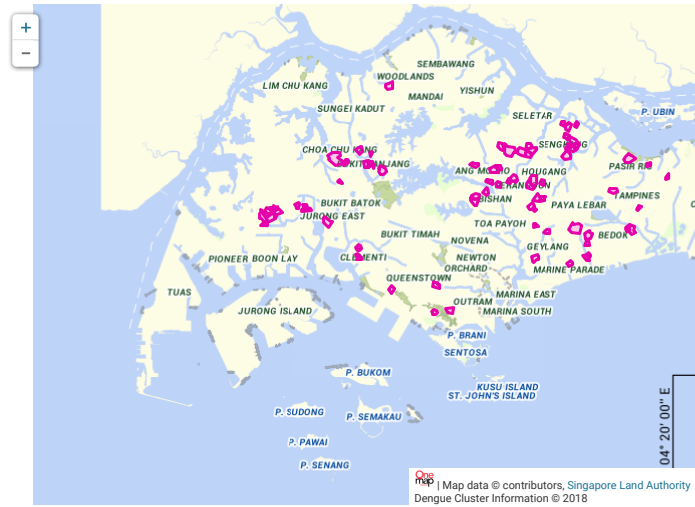 +
−
SEMBAWANG
WOODLANDS
LIM CHU KANG
MANDAI
YISHUN
SUNGEI KADUT
P. UBIN
SELETAR
CHOA CHU KANG
SENGKANG
PASIR RIS
ANG MO KIO
HOUGANG
TAMPINES
BISHAN
BUKIT BATOK
PAYA LEBAR
JURONG EAST
TOA PAYOH
BUKIT TIMAH
BEDOK
NOVENA
GEYLANG
PIONEER
BOON LAY
CLEMENTI
NEWTON
ORCHARD
MARINE PARADE
QUEENSTOWN
TUAS
MARINA EAST
OUTRAM
JURONG ISLAND
MARINA SOUTH
P. BRANI
SENTOSA
P. BUKOM
KUSU ISLAND
ST. JOHN'S ISLAND
P. SUDONG
P. SEMAKAU
P. PAWAI
P. SENANG
04° 20' 00" E
One
map | Map data © contributors, Singapore Land Authority
Dengue Cluster Information © 2018